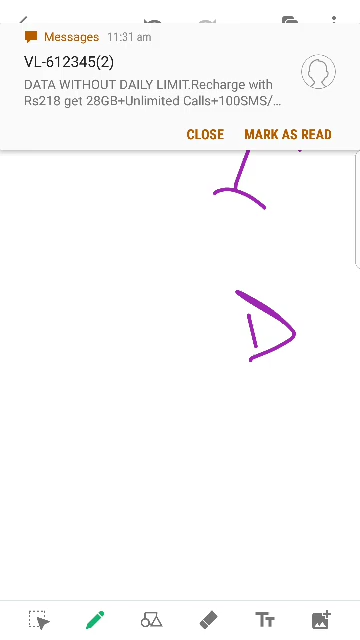 Messages 11:31 am
VL-612345(2)
DATA WITHOUT DAILY LIMIT.Recharge with
Rs218 get 28GB+Unlimited Calls+100SMS/...
CLOSE MARK AS READ
D
TT